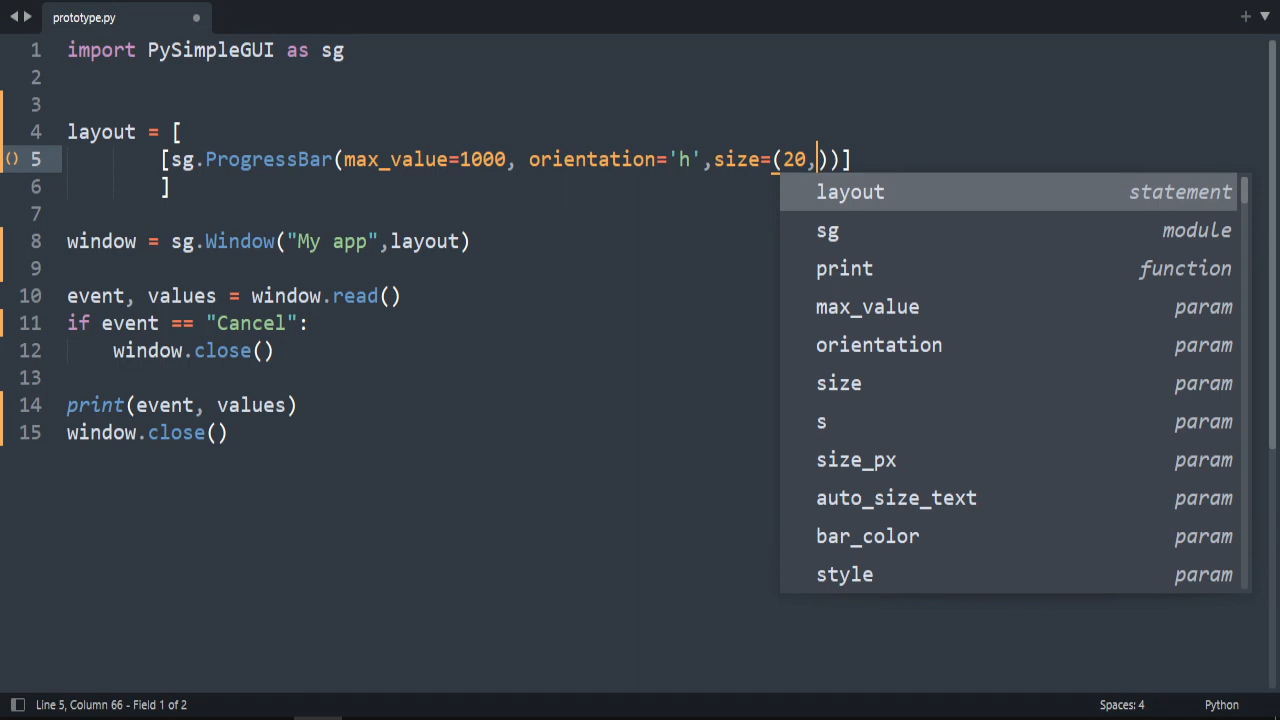 prototype.py
1 import PySimpleGUI as sg
2
3
4 layout = [
() 5 [sg.ProgressBar(max_value=1000, orientation='h',size=(20,))]
6 ]
7
8 window = sg.Window("My app",layout)
9
10 event, values = window.read()
11 if event == "Cancel":
12 window.close()
13
14 print(event, values)
15 window.close()
layout statement
sg module
print function
max_value param
orientation param
size param
s param
size_px param
auto_size_text param
bar_color param
style param
Line 5, Column 66 - Field 1 of 2 Spaces: 4 Python